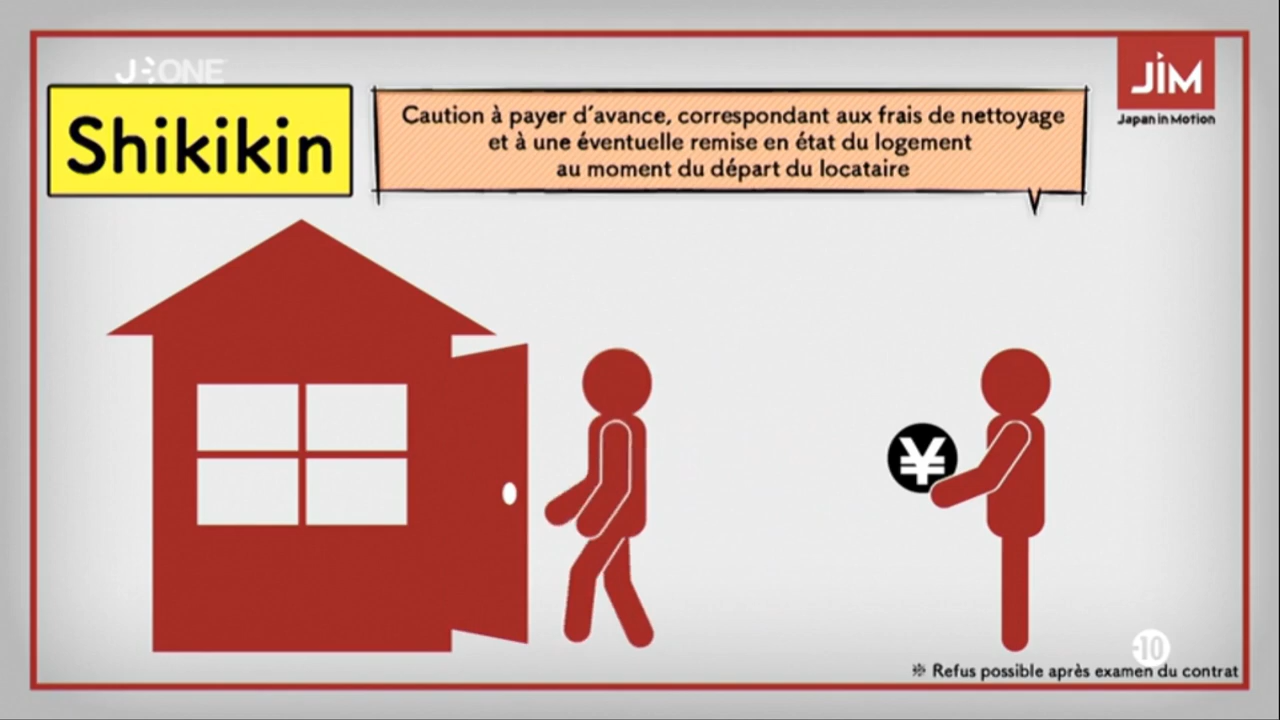 J-ONE
JIM
Japan in Motion
Shikikin
Caution à payer d'avance, correspondant aux frais de nettoyage
et à une éventuelle remise en état du logement
au moment du départ du locataire
¥
-10
※ Refus possible après examen du contrat